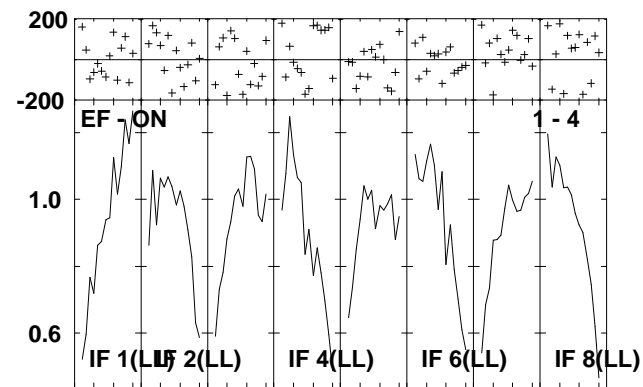 200
-200
EF - ON
1 - 4
1.0
0.6
IF 1(LL)
IF 2(LL)
IF 4(LL)
IF 6(LL)
IF 8(LL)